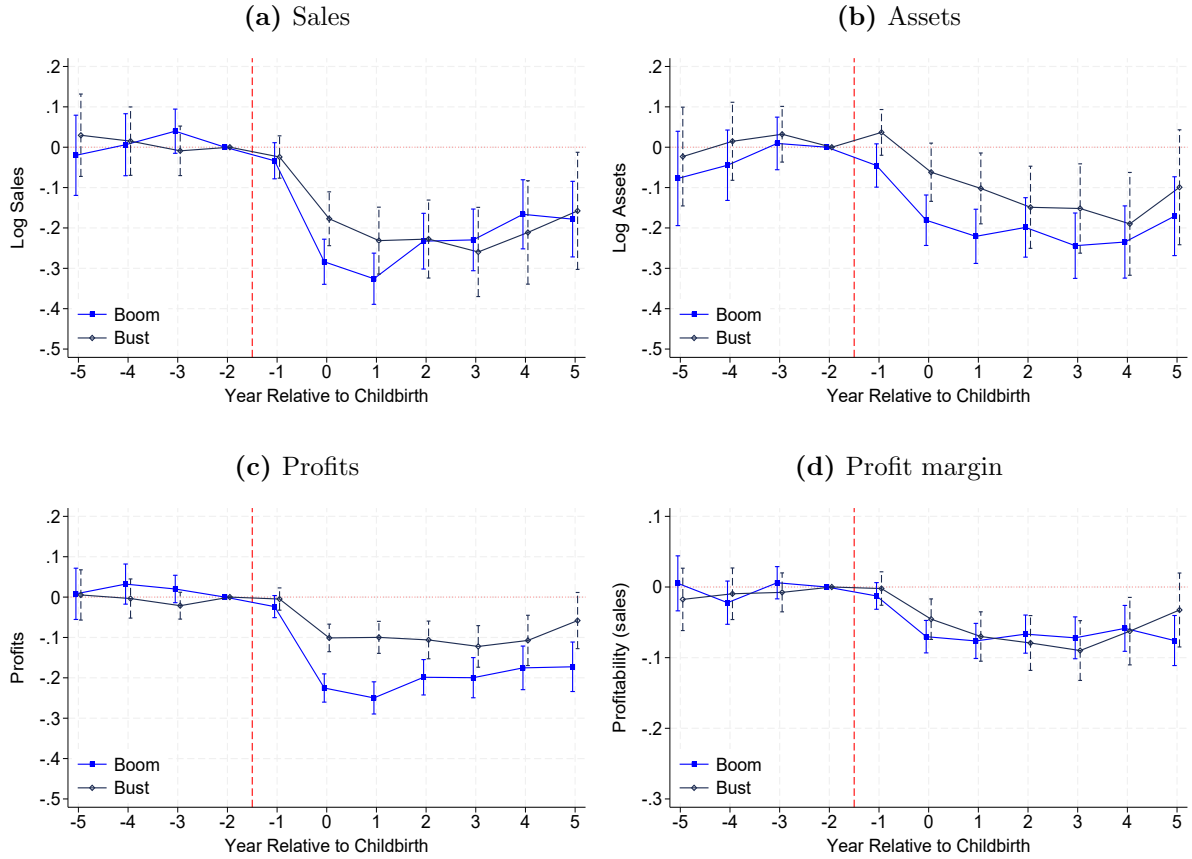 (a) Sales
.2
.1
0
-.1
-.2
-.3
-.4
-.5
Log Sales
Boom
Bust
-5 -4 -3 -2 -1 0 1 2 3 4 5
Year Relative to Childbirth
(b) Assets
.2
.1
0
-.1
-.2
-.3
-.4
-.5
Log Assets
Boom
Bust
-5 -4 -3 -2 -1 0 1 2 3 4 5
Year Relative to Childbirth
(c) Profits
.2
.1
0
-.1
-.2
-.3
-.4
-.5
Profits
Boom
Bust
-5 -4 -3 -2 -1 0 1 2 3 4 5
Year Relative to Childbirth
(d) Profit margin
.1
0
-.1
-.2
-.3
Profitability (sales)
Boom
Bust
-5 -4 -3 -2 -1 0 1 2 3 4 5
Year Relative to Childbirth